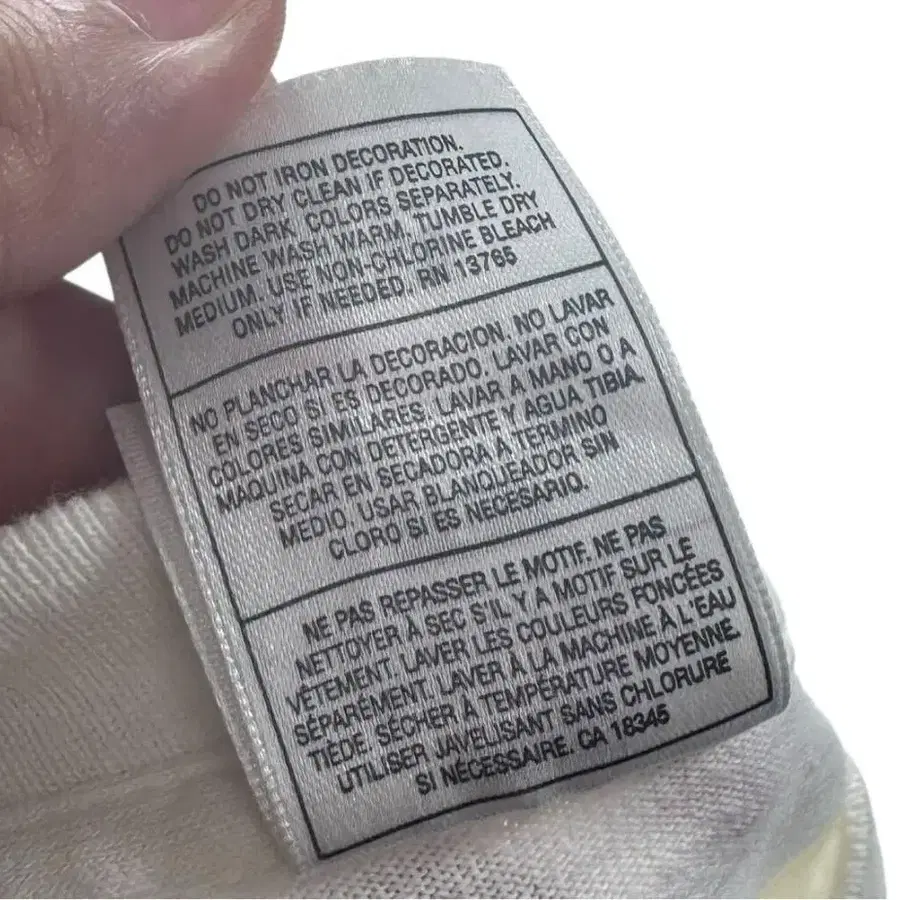 DO NOT IRON DECORATION.
DO NOT DRY CLEAN IF DECORATED.
WASH DARK COLORS SEPARATELY.
MACHINE WASH WARM, TUMBLE DRY
MEDIUM. USE NON-CHLORINE BLEACH
ONLY IF NEEDED. RN 13765
NO PLANCHAR LA DECORACION, NO LAVAR
EN SECO SI ES DECORADO. LAVAR CON
COLORES SIMILARES. LAVAR A MANO O A
MAQUINA CON DETERGENTE Y AGUA TIBIA.
SECAR EN SECADORA A TERMINO
MEDIO. USAR BLANQUEADOR SIN
CLORO SI ES NECESARIO.
NE PAS REPASSER LE MOTIF. NE PAS
NETTOYER À SEC S'IL Y A MOTIF SUR LE
VÊTEMENT. LAVER LES COULEURS FONCÉES
SÉPARÉMENT. LAVER À LA MACHINE À L'EAU
TIÈDE. SÉCHER À TEMPÉRATURE MOYENNE.
UTILISER JAVELISANT SANS CHLORURE
SI NÉCESSAIRE. CA 18345